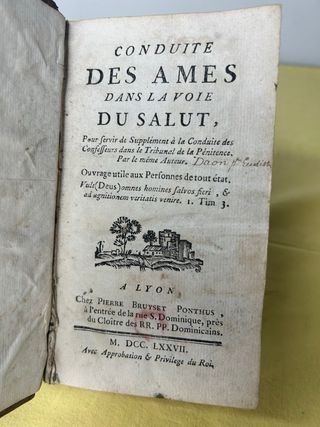 CONDUITE
DES AMES
DANS LA VOIE
DU SALUT,
Pour servir de Supplément à la Conduite des
Confesseurs dans le Tribunal de la Pénitence.
Par le même Auteur. Daon
Ouvrage utile aux Personnes de tout état.
Vult (Deus) omnes homines salvos fieri, &
ad agnitionem veritatis venire. 1. Tim 3.
A LYON
Chez PIERRE BRUYSET PONTHUS,
à l'entrée de la rue S. Dominique, près
du Cloître des RR. PP. Dominicains.
M. DCC. LXXVII.
Avec Approbation & Privilege du Roi,